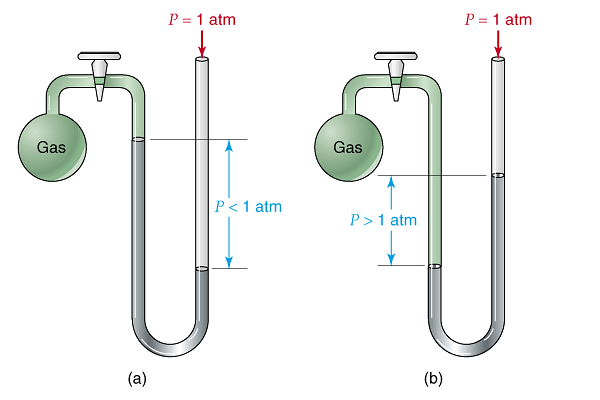 P = 1 atm
P = 1 atm
Gas
Gas
P < 1 atm
P > 1 atm
(a)
(b)